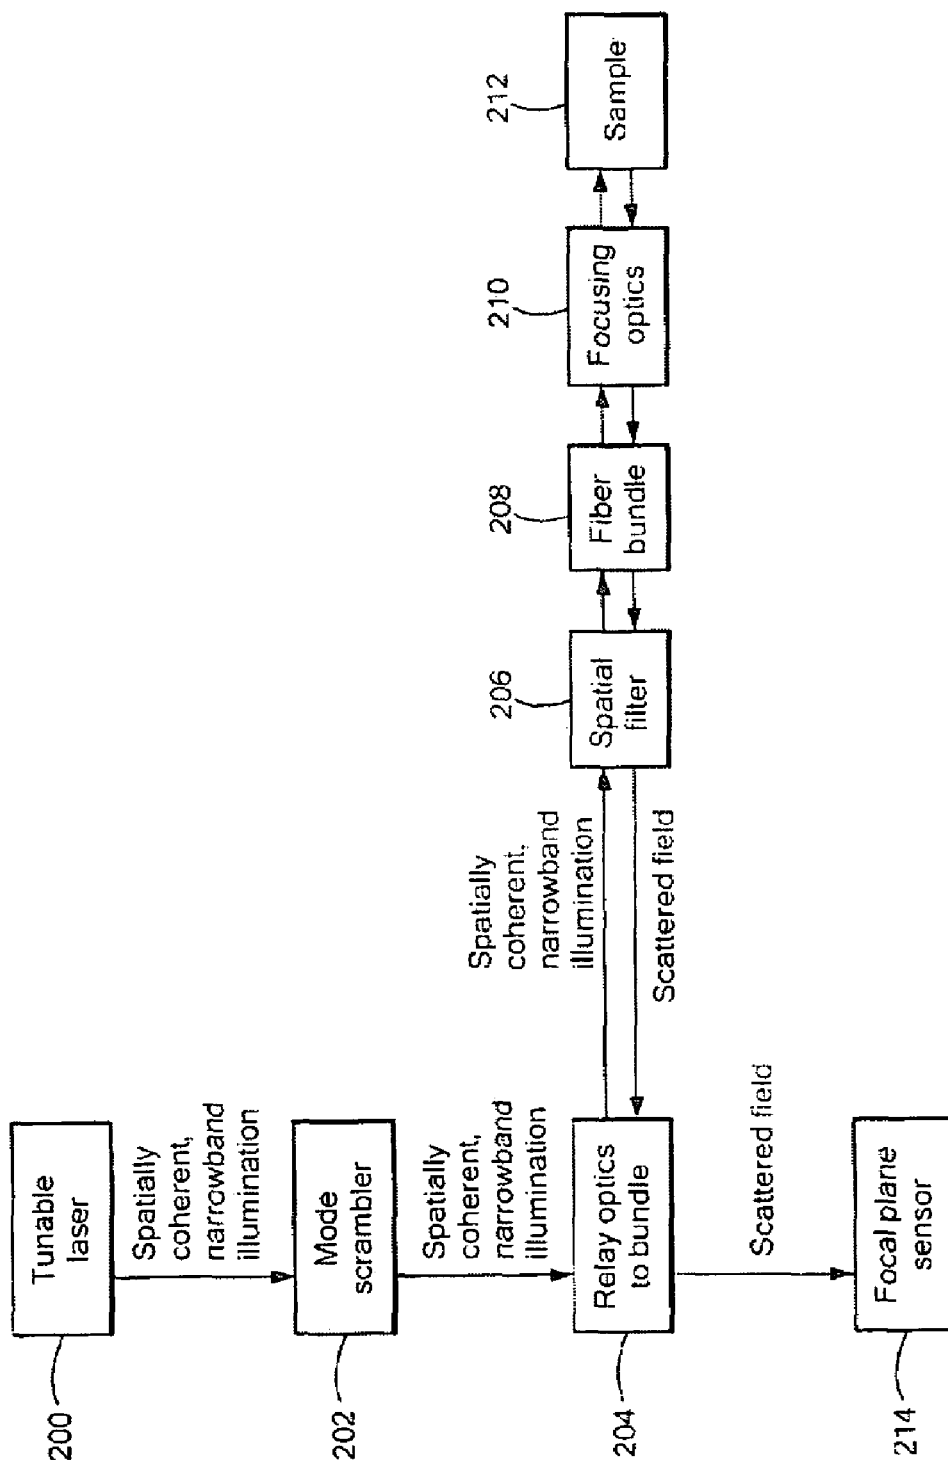 200
Tunable
laser
Spatially
coherent,
narrowband
illumination
202
Mode
scrambler
Spatially
coherent,
narrowband
illumination
204
Relay optics
to bundle
Scattered field
214
Focal plane
sensor
Spatially
coherent,
narrowband
illumination
Scattered field
206
Spatial
filter
208
Fiber
bundle
210
Focusing
optics
212
Sample